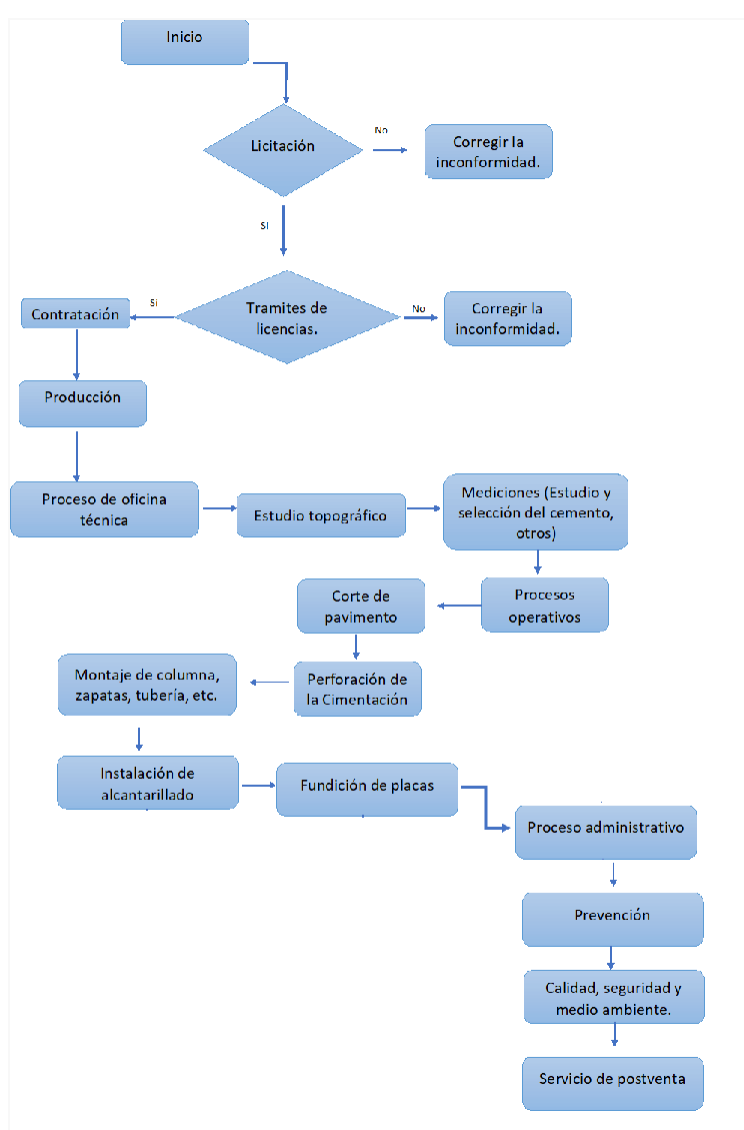 Inicio
Licitación
No
Corregir la
inconformidad.
SI
Tramites de
licencias.
No
Corregir la
inconformidad.
Si
Contratación
Producción
Proceso de oficina
técnica
Estudio topográfico
Mediciones (Estudio y
selección del cemento,
otros)
Procesos
operativos
Corte de
pavimento
Perforación de
la Cimentación
Montaje de columna,
zapatas, tubería, etc.
Instalación de
alcantarillado
Fundición de placas
Proceso administrativo
Prevención
Calidad, seguridad y
medio ambiente.
Servicio de postventa